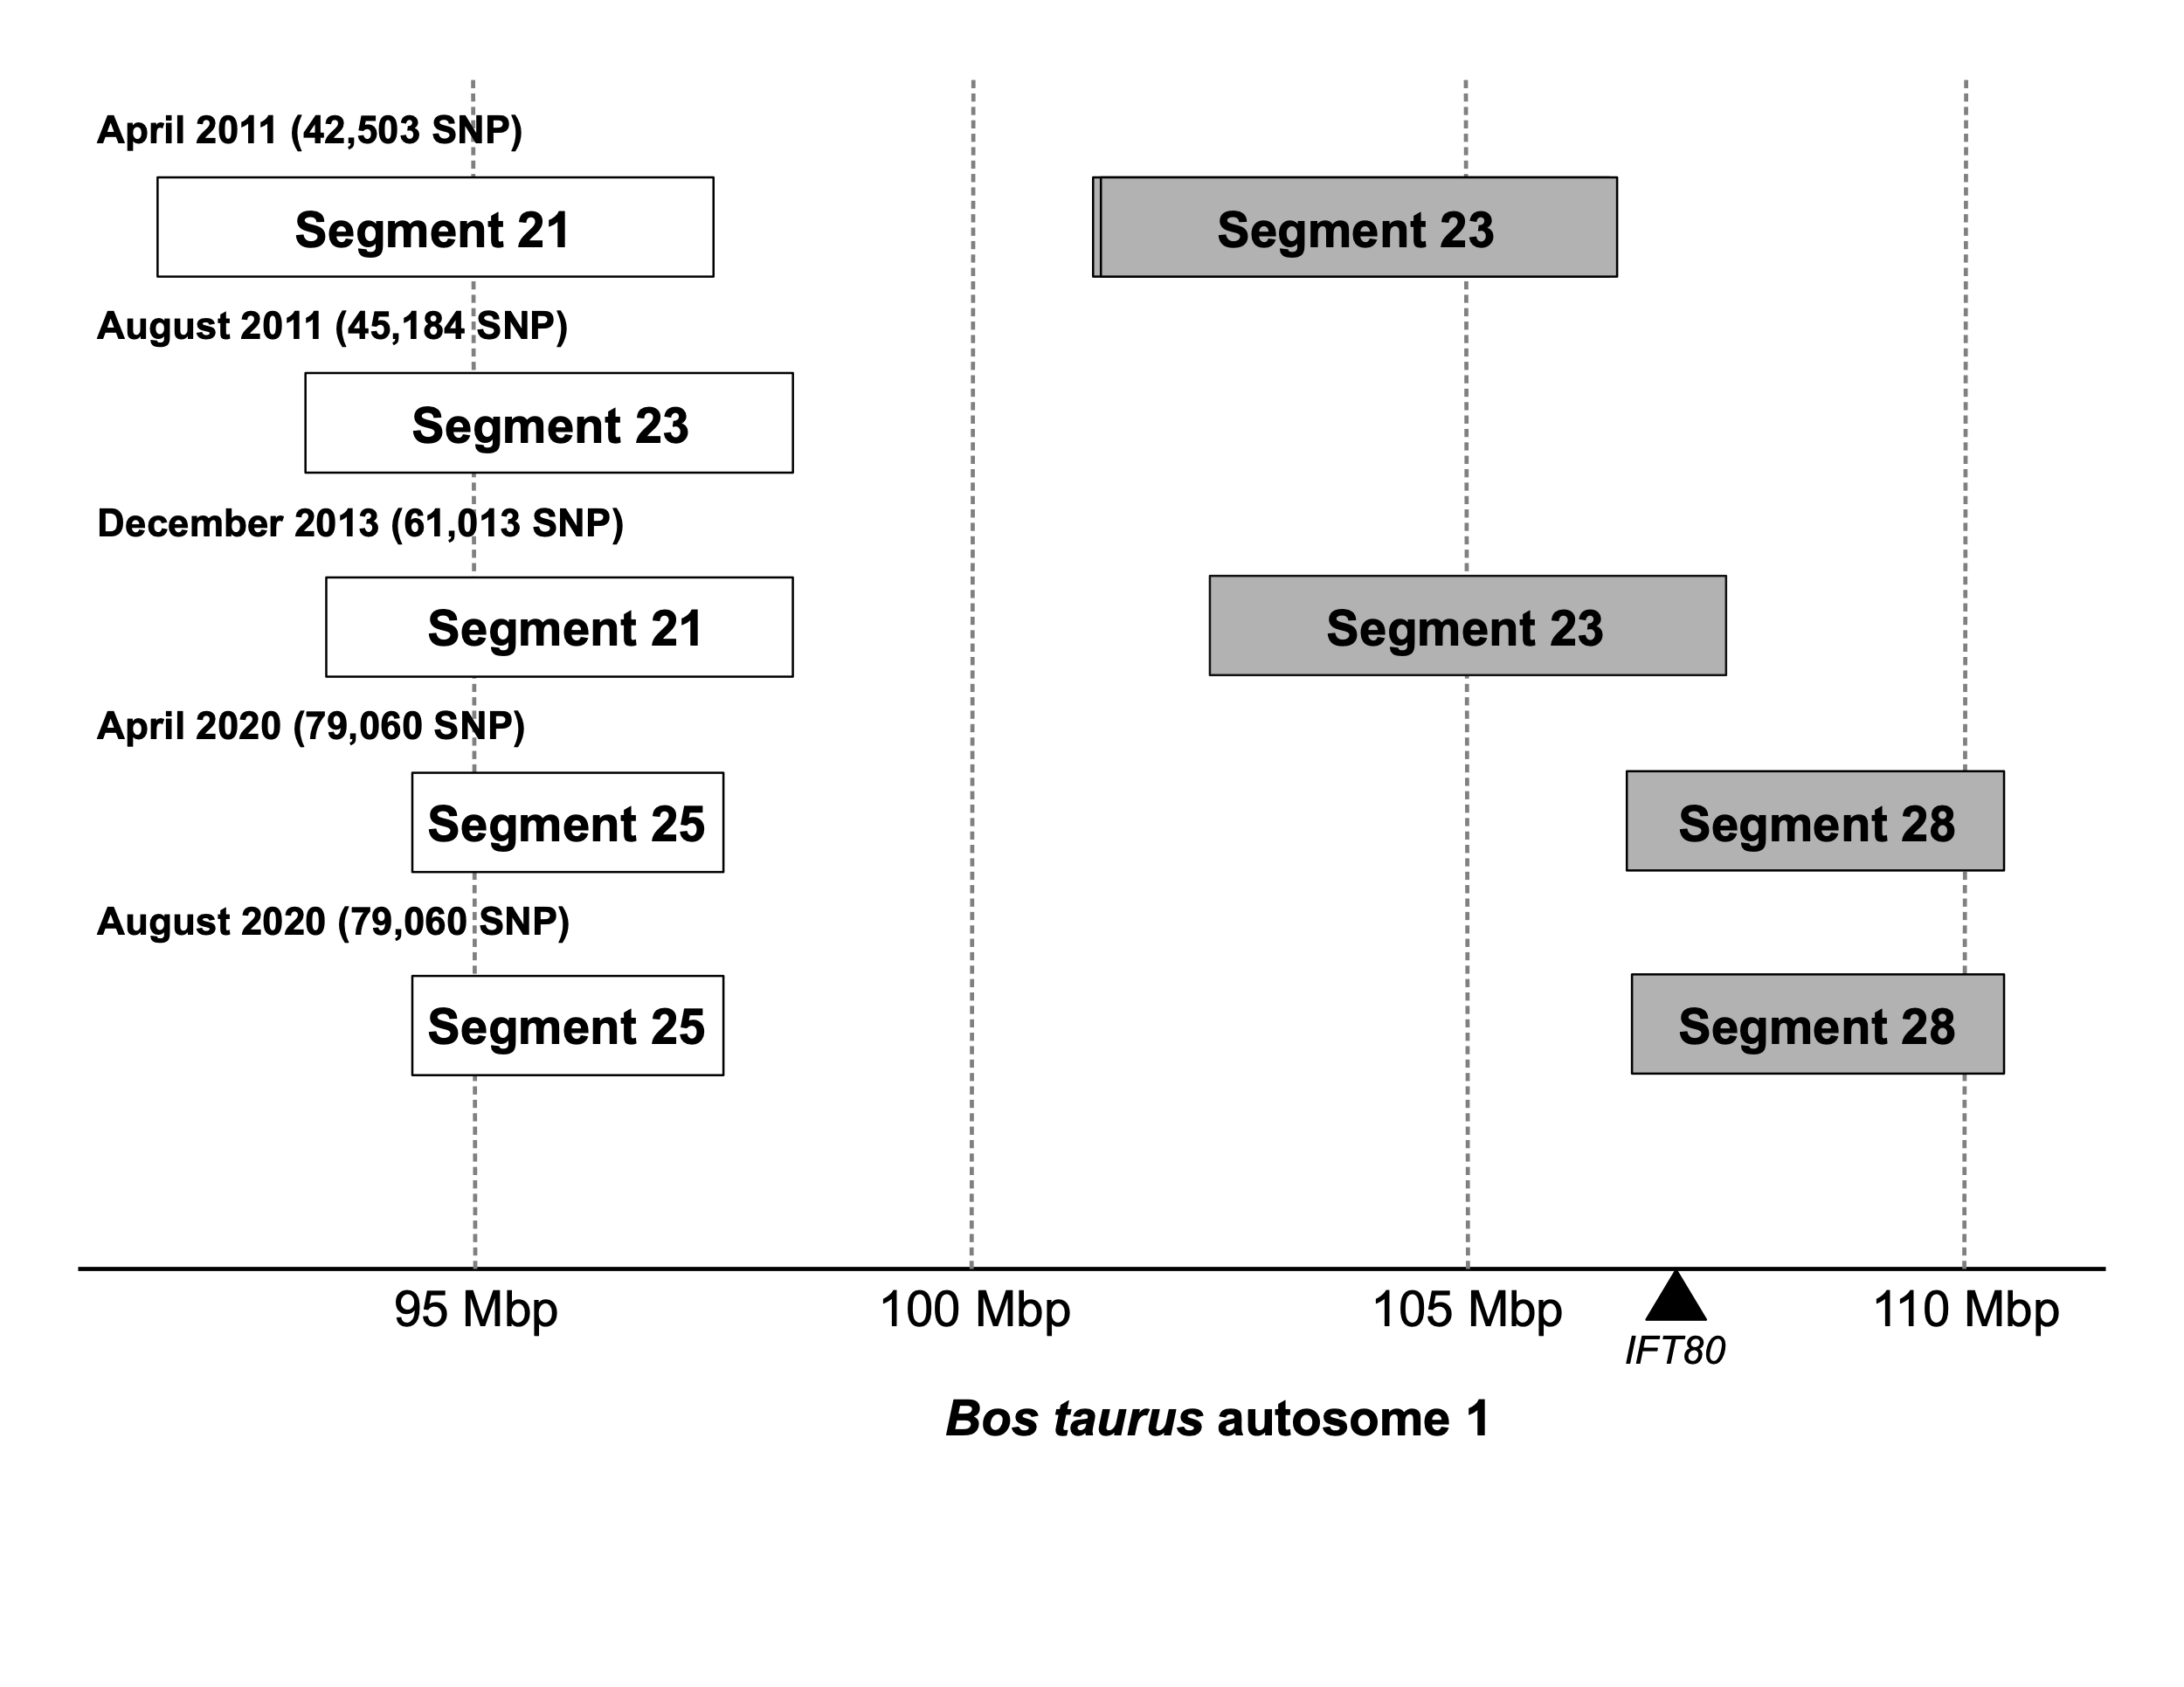 April 2011 (42,503 SNP)
Segment 21 Segment 23
August 2011 (45,184 SNP)
Segment 23
December 2013 (61,013 SNP)
Segment 21 Segment 23
April 2020 (79,060 SNP)
Segment 25 Segment 28
August 2020 (79,060 SNP)
Segment 25 Segment 28
95 Mbp 100 Mbp 105 Mbp 110 Mbp
IFT80
Bos taurus autosome 1